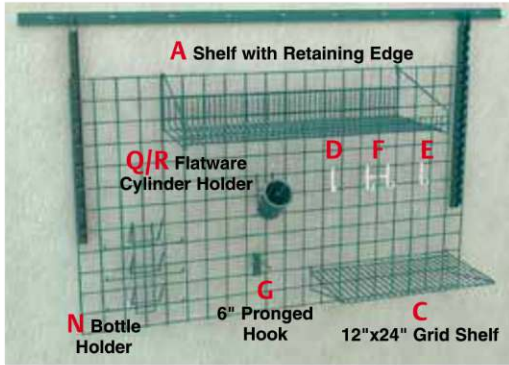 A Shelf with Retaining Edge
D F E
Q/R Flatware
Cylinder Holder
G
6" Pronged
Hook
C
12"x24" Grid Shelf
N Bottle
Holder